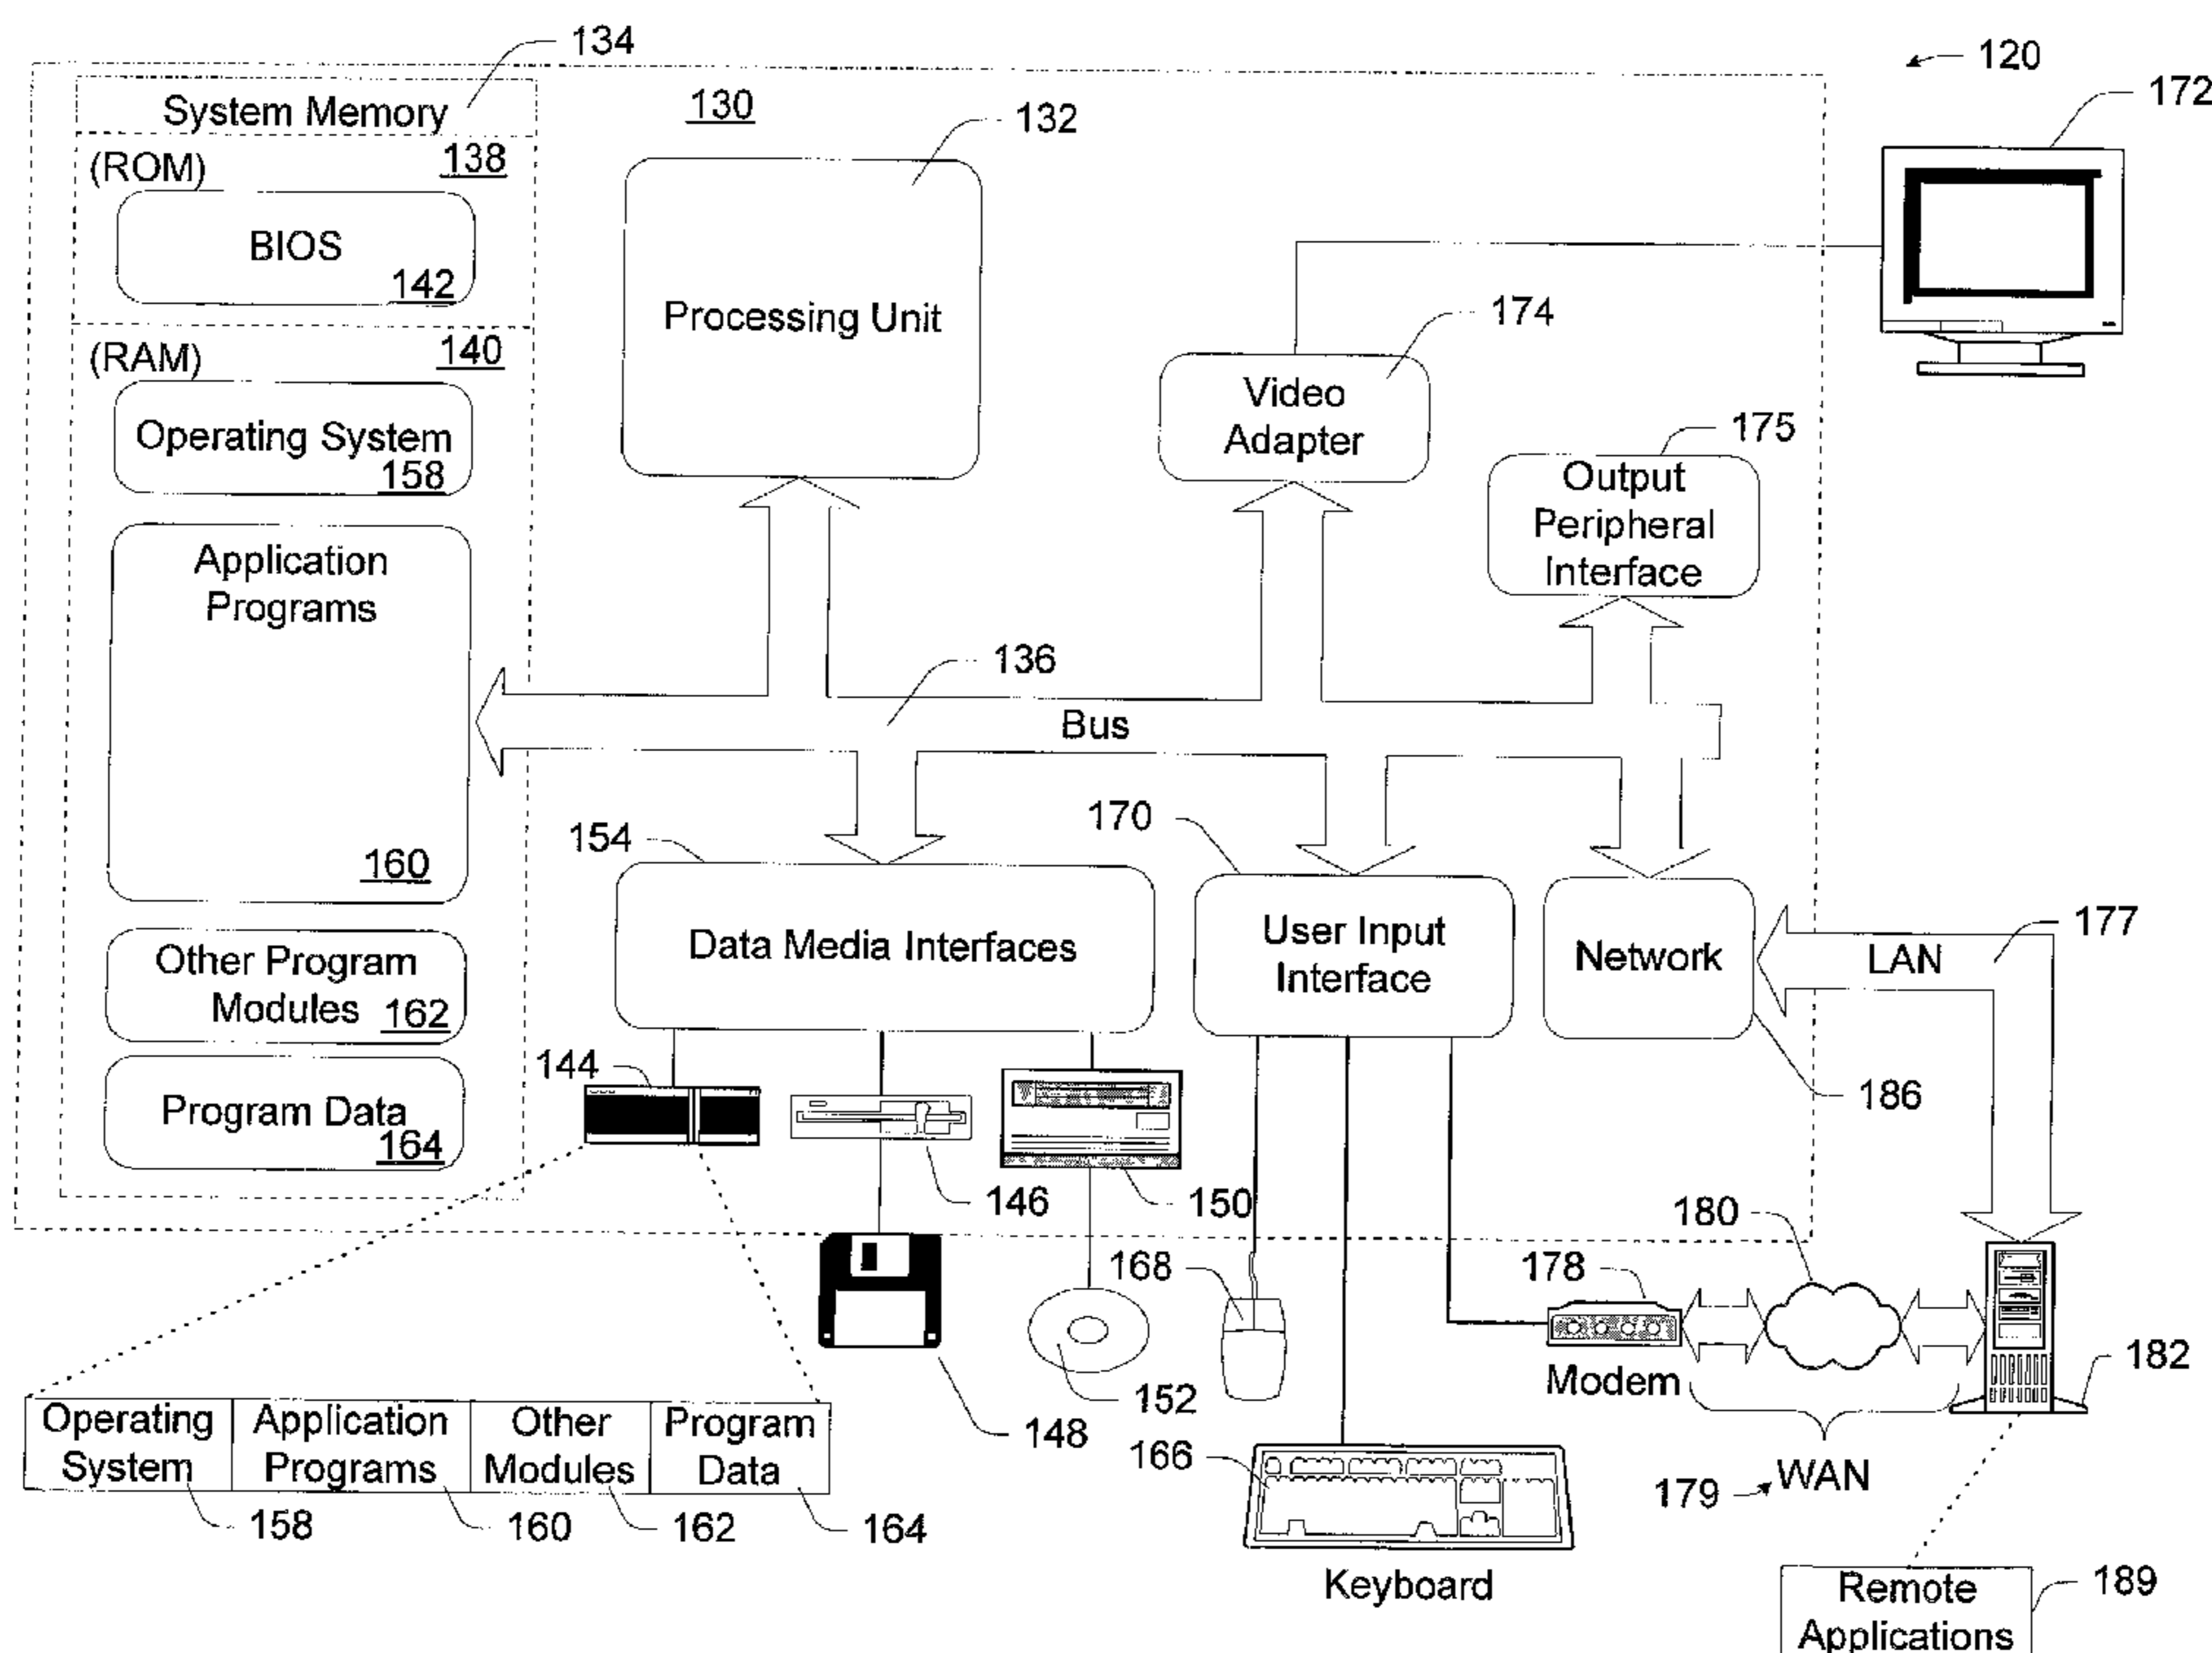 134
120
172
System Memory
130
132
(ROM)
138
BIOS
142
Processing Unit
174
(RAM)
140
Video
Adapter
175
Operating System
158
Output
Peripheral
Interface
Application
Programs
136
Bus
160
154
170
177
Data Media Interfaces
User Input
Interface
Network
LAN
Other Program
Modules
162
144
186
Program Data
164
146
150
180
168
178
182
152
Modem
148
Operating
System
Application
Programs
Other
Modules
Program
Data
166
179
WAN
158
160
162
164
Keyboard
189
Remote
Applications